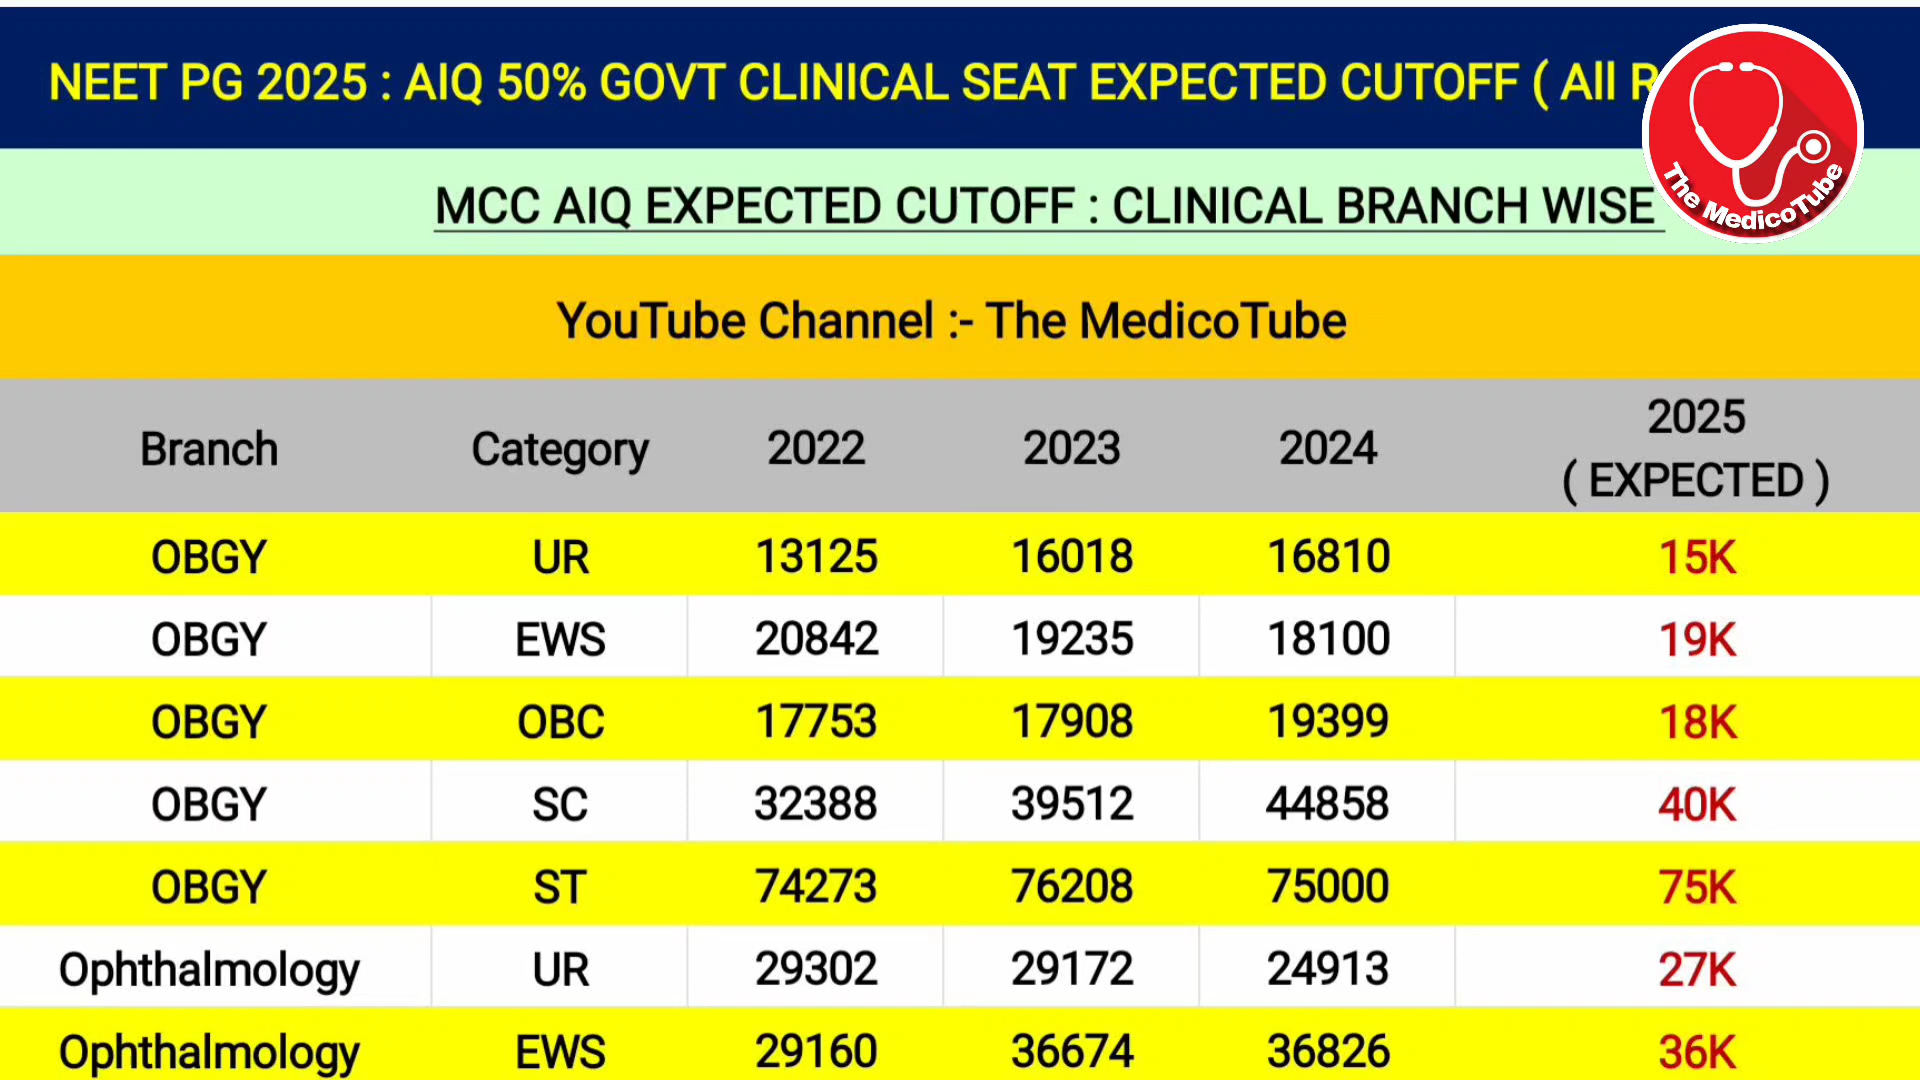 NEET PG 2025 : AIQ 50% GOVT CLINICAL SEAT EXPECTED CUTOFF ( All
The MedicoTube
MCC AIQ EXPECTED CUTOFF : CLINICAL BRANCH WISE
YouTube Channel :- The MedicoTube
Branch Category 2022 2023 2024 2025 ( EXPECTED )
OBGY UR 13125 16018 16810 15K
OBGY EWS 20842 19235 18100 19K
OBGY OBC 17753 17908 19399 18K
OBGY SC 32388 39512 44858 40K
OBGY ST 74273 76208 75000 75K
Ophthalmology UR 29302 29172 24913 27K
Ophthalmology EWS 29160 36674 36826 36K